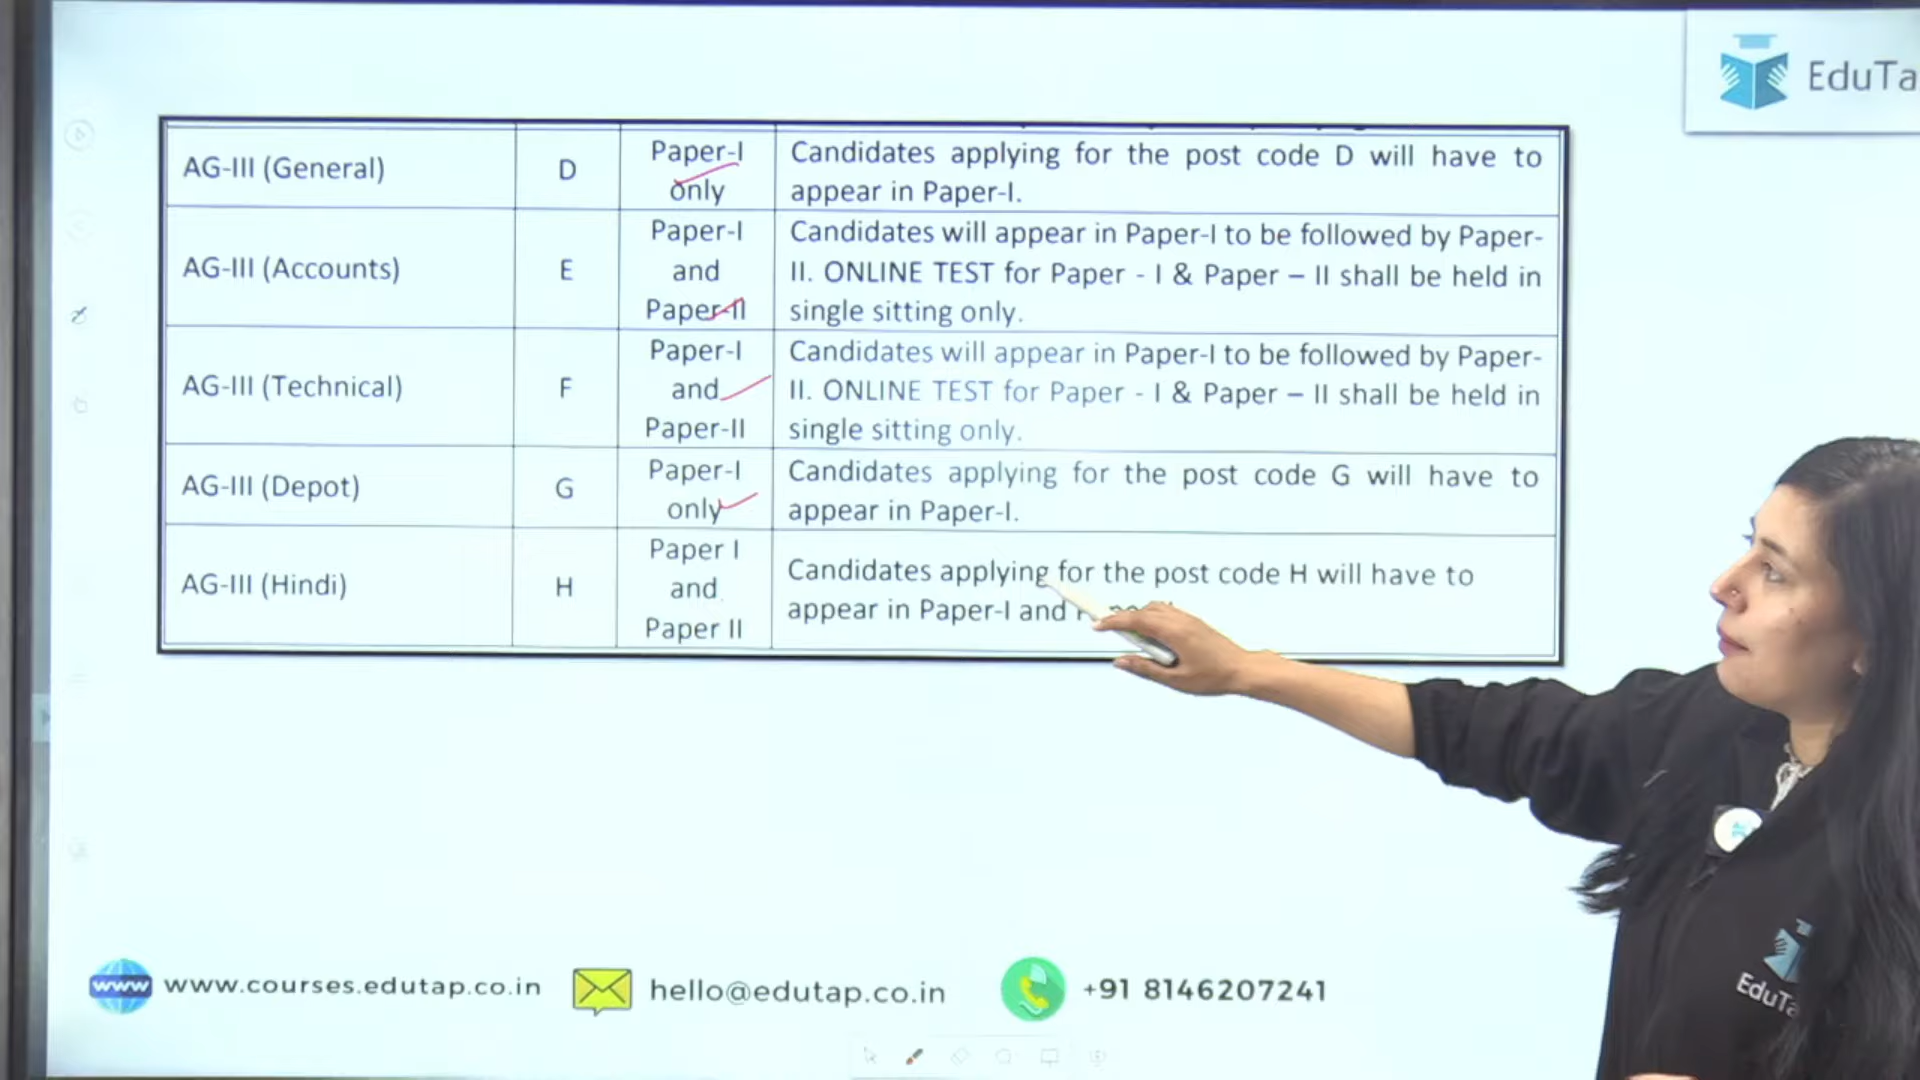 EduTa
AG-III (General)
D
Paper-I
only
Candidates applying for the post code D will have to
appear in Paper-I.
AG-III (Accounts)
E
Paper-I
and
Paper-II
Candidates will appear in Paper-I to be followed by Paper-
II. ONLINE TEST for Paper - I & Paper – II shall be held in
single sitting only.
AG-III (Technical)
F
Paper-I
and
Paper-II
Candidates will appear in Paper-I to be followed by Paper-
II. ONLINE TEST for Paper - I & Paper – II shall be held in
single sitting only.
AG-III (Depot)
G
Paper-I
only
Candidates applying for the post code G will have to
appear in Paper-I.
AG-III (Hindi)
H
Paper I
and
Paper II
Candidates applying for the post code H will have to
appear in Paper-I and
www
www.courses.edutap.co.in
hello@edutap.co.in
+91 8146207241
EduTa